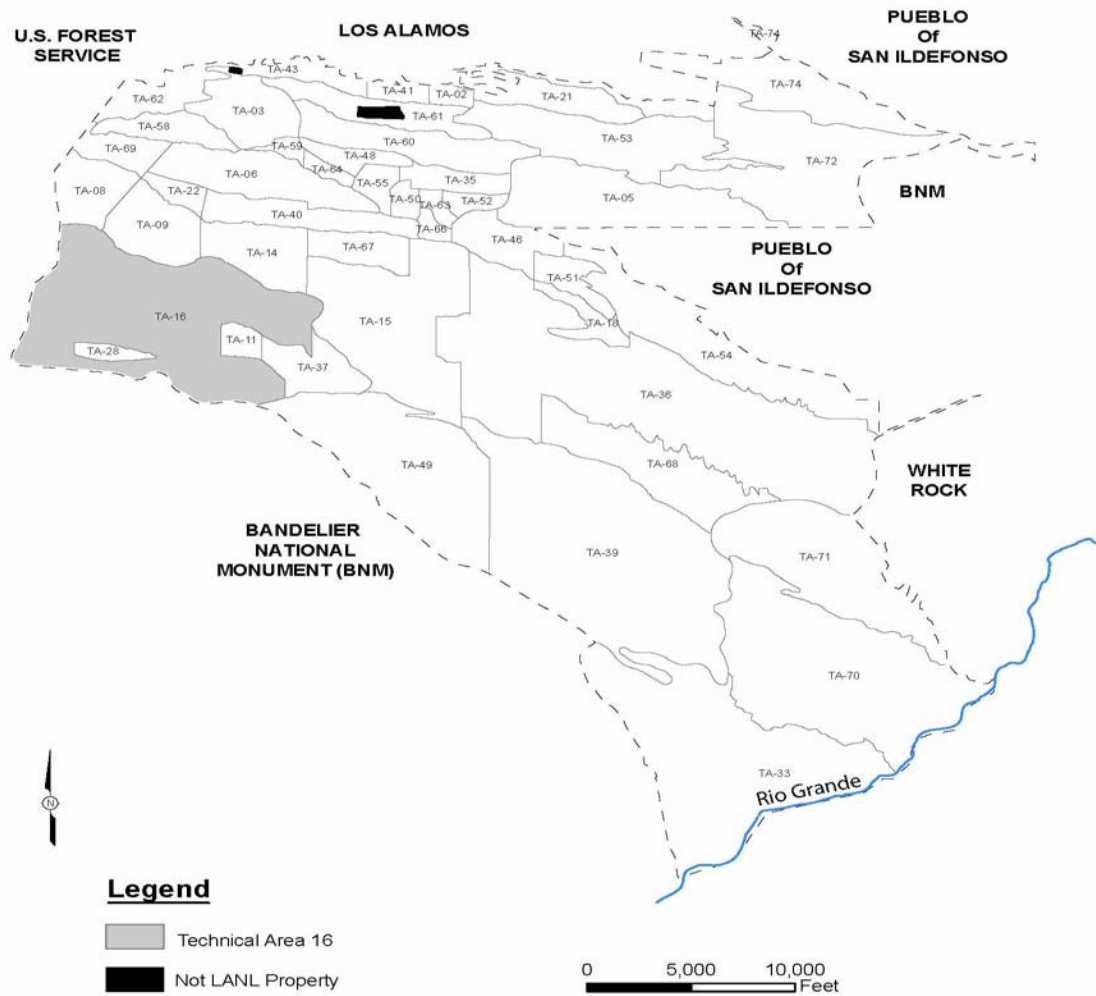 U.S. FOREST
SERVICE
LOS ALAMOS
PUEBLO
Of
SAN ILDEFONSO
TA-74
TA-43
TA-62
TA-03
TA-41
TA-02
TA-21
TA-74
TA-61
TA-58
TA-53
TA-60
TA-59
TA-69
TA-48
TA-72
TA-64
TA-06
TA-55
TA-35
TA-08
TA-22
TA-50
TA-63
TA-52
TA-05
BNM
TA-40
TA-09
TA-66
TA-46
TA-14
TA-67
PUEBLO
Of
SAN ILDEFONSO
TA-51
TA-16
TA-15
TA-18
TA-11
TA-28
TA-37
TA-54
TA-36
TA-49
TA-68
WHITE
ROCK
BANDELIER
NATIONAL
MONUMENT (BNM)
TA-39
TA-71
TA-70
TA-33
Rio Grande
N
Legend
Technical Area 16
Not LANL Property
0 5,000 10,000
Feet